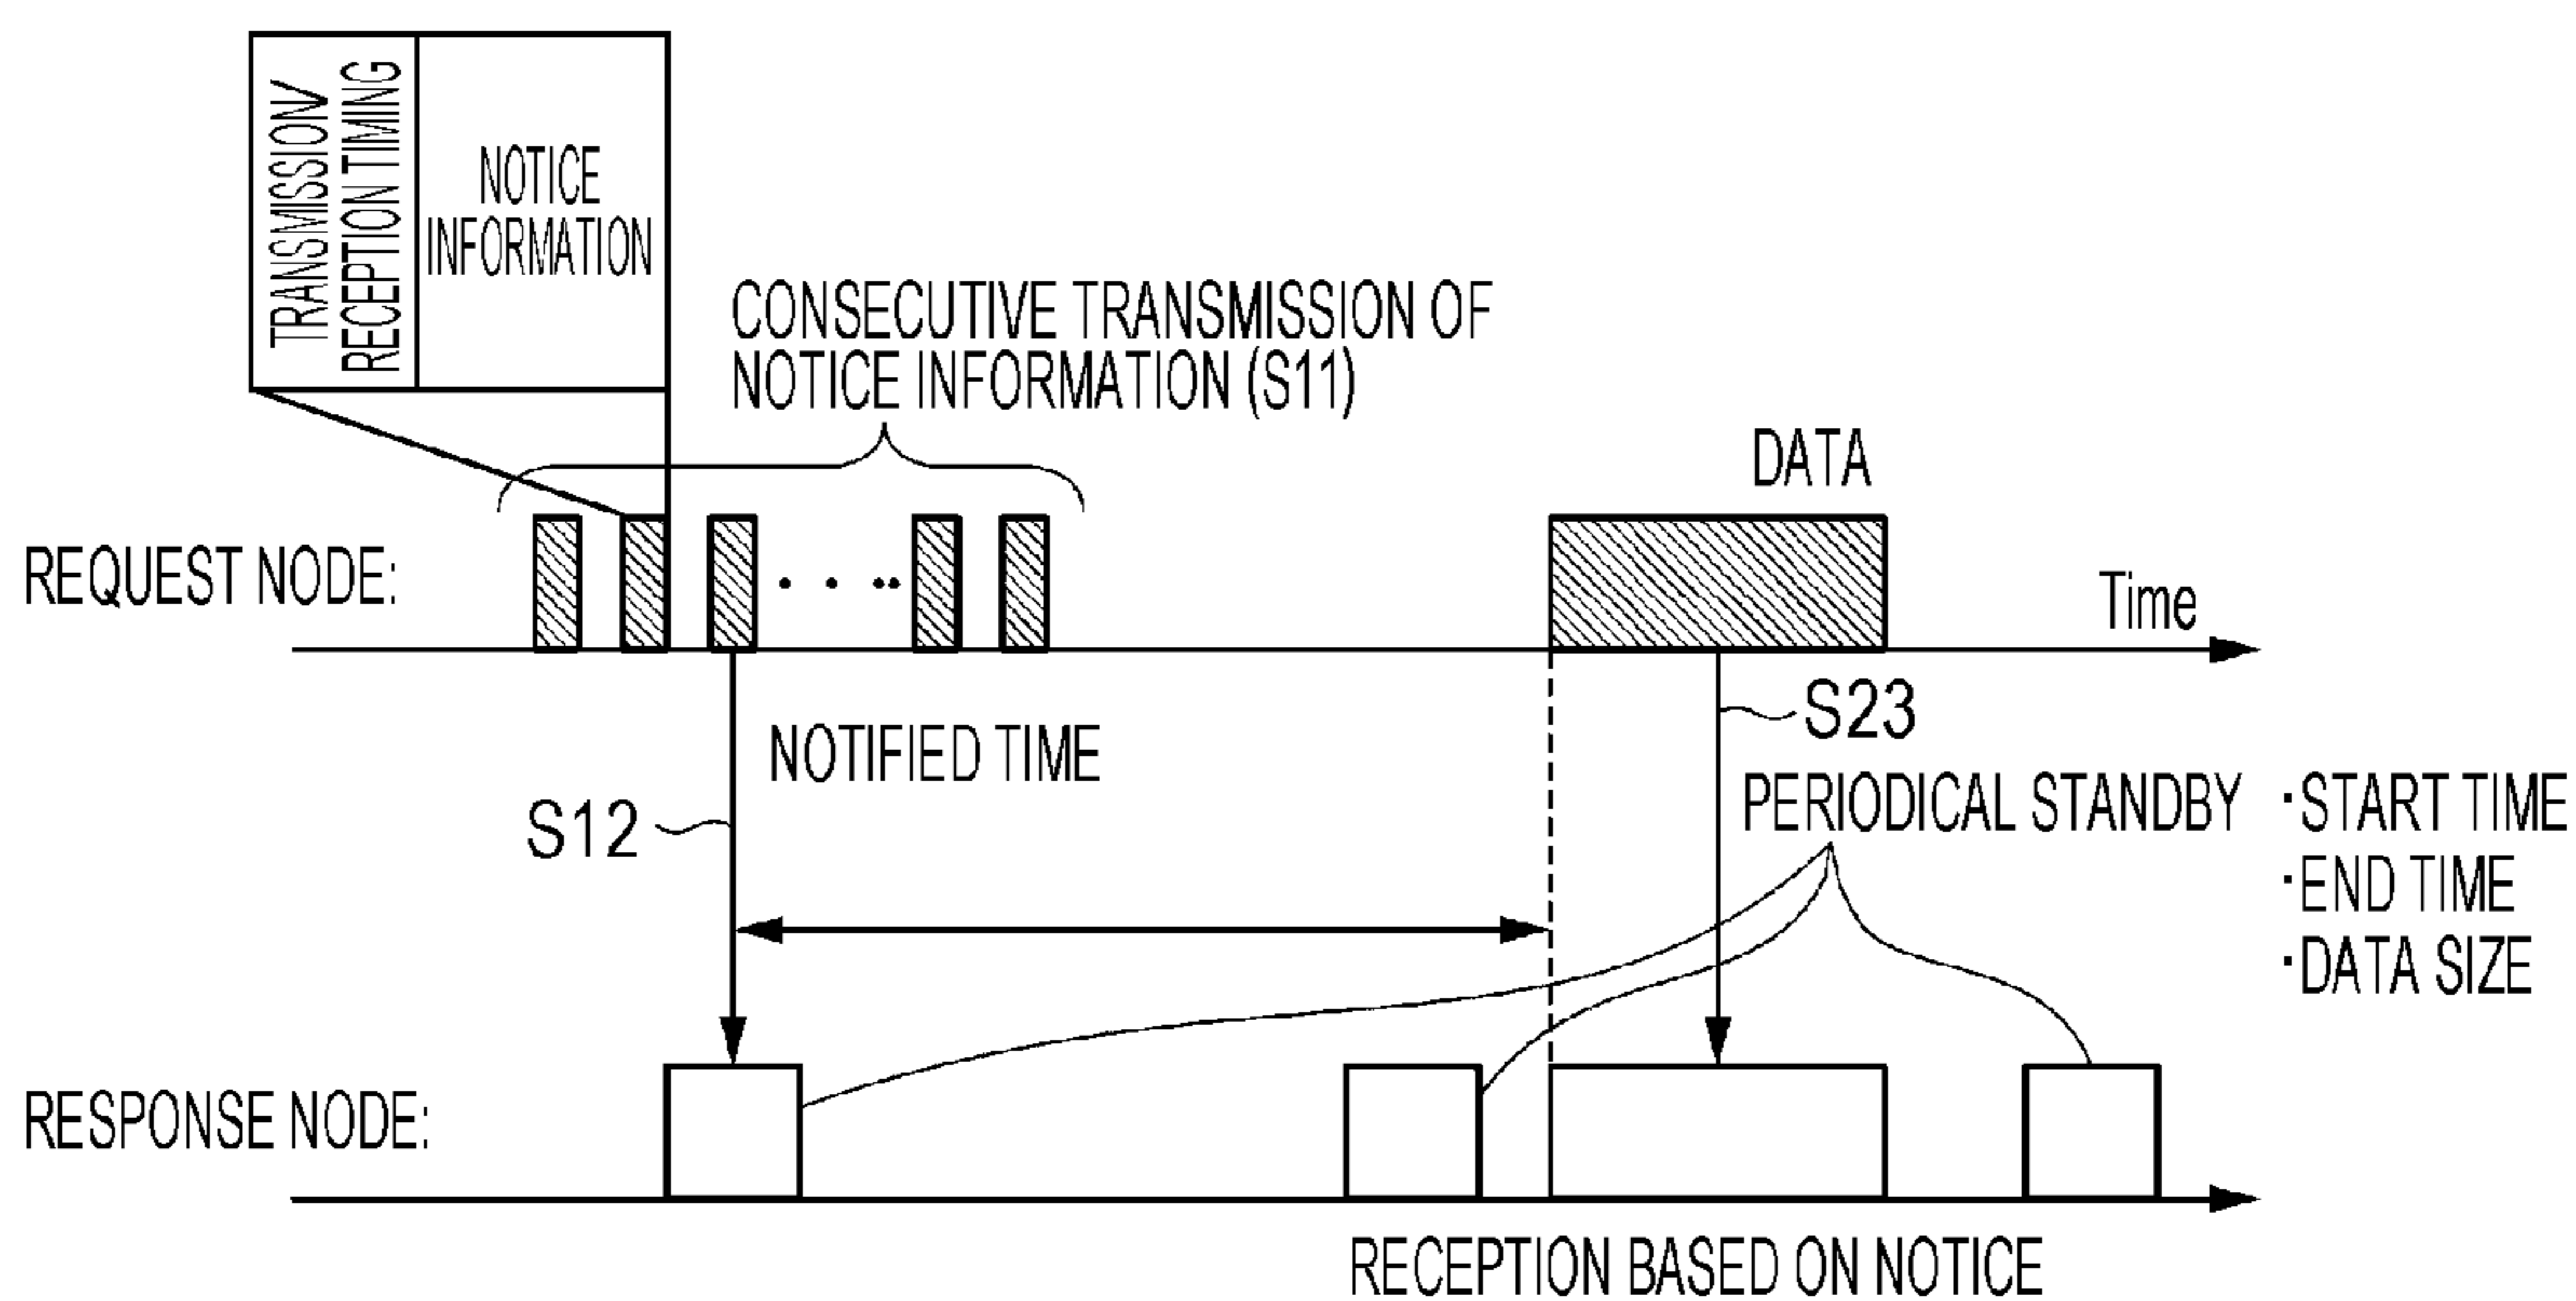 TRANSMISSION/
RECEPTION TIMING
NOTICE
INFORMATION
CONSECUTIVE TRANSMISSION OF
NOTICE INFORMATION (S11)
DATA
REQUEST NODE:
Time
S23
NOTIFIED TIME
S12
PERIODICAL STANDBY
・START TIME
・END TIME
・DATA SIZE
RESPONSE NODE:
RECEPTION BASED ON NOTICE